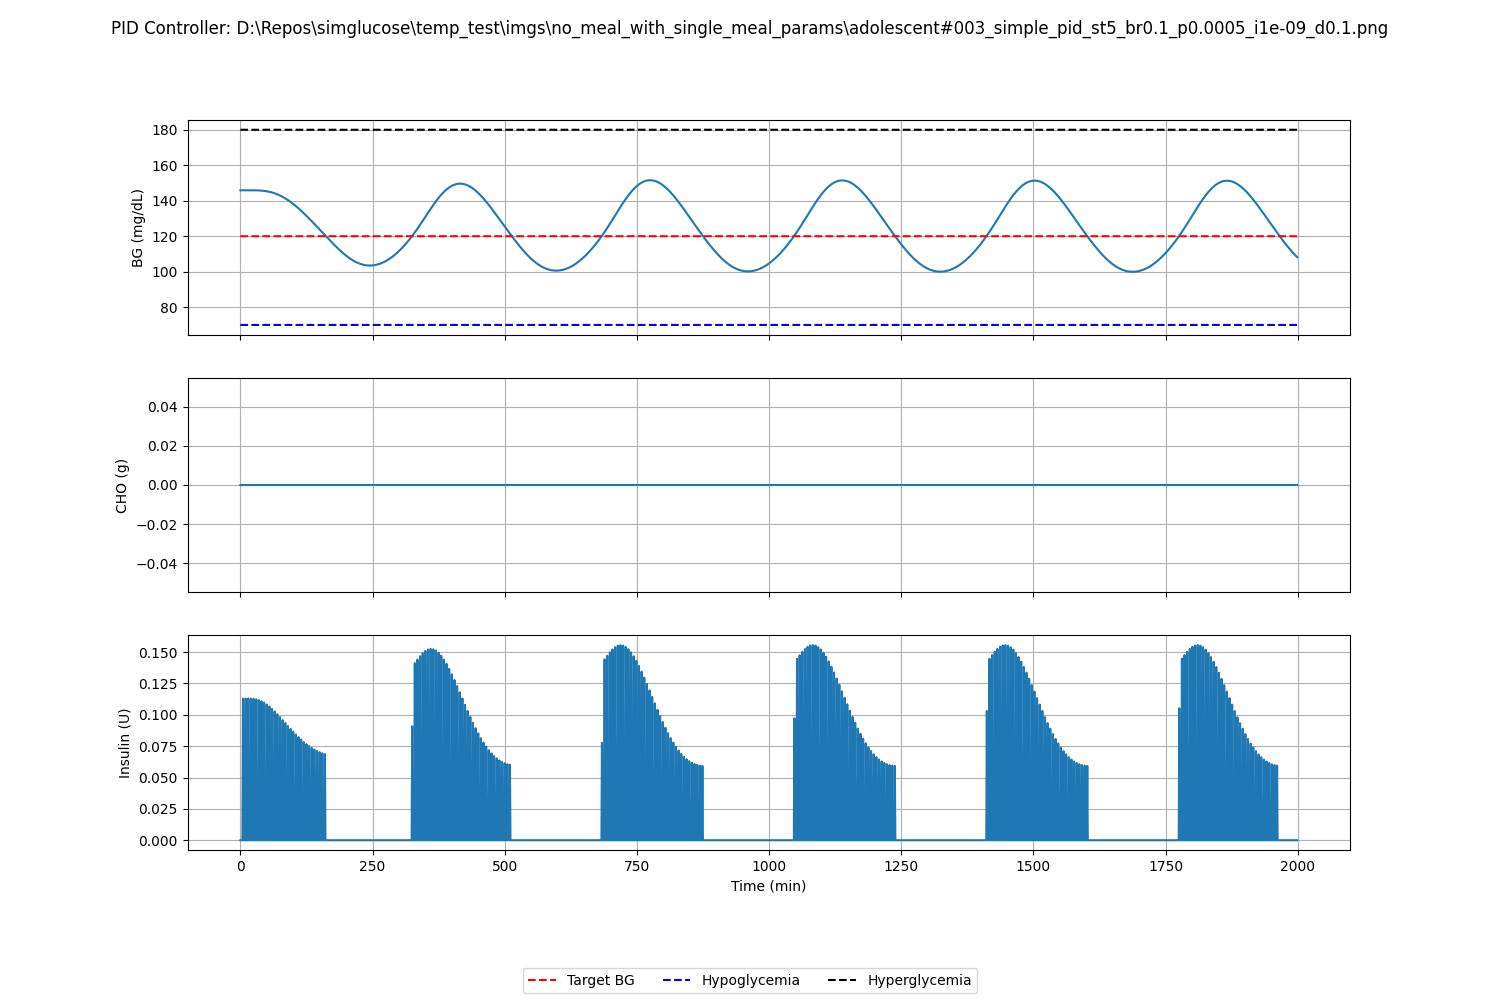 PID Controller: D:\Repos\simglucose\temp_test\imgs\no_meal_with_single_meal_params\adolescent#003_simple_pid_st5_br0.1_p0.0005_i1e-09_d0.1.png
180
160
140
120
100
80
BG (mg/dL)
0.04
0.02
0.00
−0.02
−0.04
CHO (g)
0.150
0.125
0.100
0.075
0.050
0.025
0.000
Insulin (U)
0 250 500 750 1000 1250 1500 1750 2000
Time (min)
Target BG Hypoglycemia Hyperglycemia